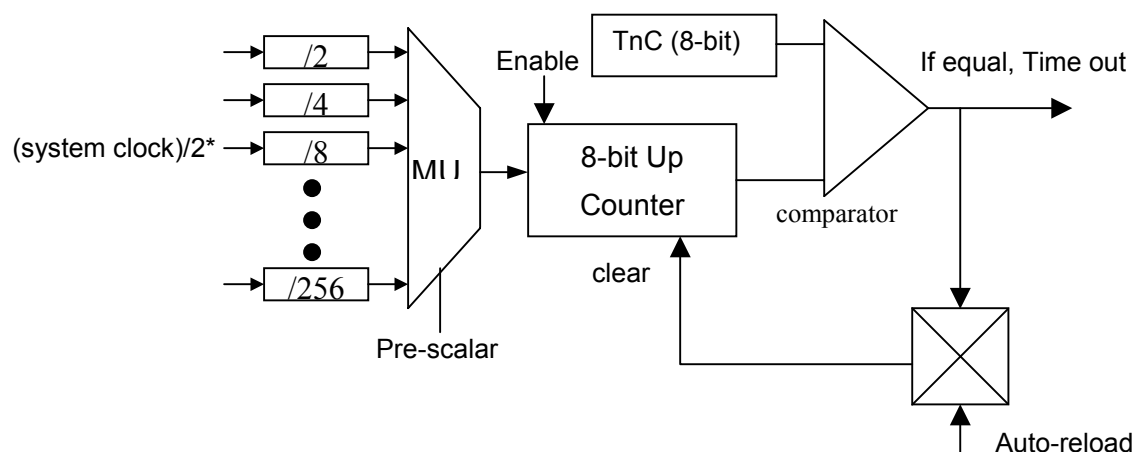 TnC (8-bit)
/2
Enable
If equal, Time out
/4
(system clock)/2*
/8
8-bit Up
Counter
MU
comparator
clear
/256
Pre-scalar
Auto-reload